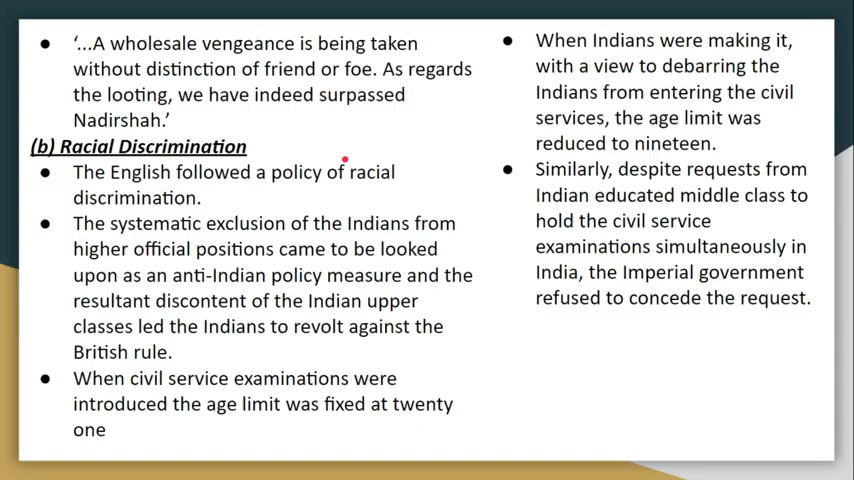 ● '...A wholesale vengeance is being taken
without distinction of friend or foe. As regards
the looting, we have indeed surpassed
Nadirshah.'
(b) Racial Discrimination
● The English followed a policy of racial
discrimination.
● The systematic exclusion of the Indians from
higher official positions came to be looked
upon as an anti-Indian policy measure and the
resultant discontent of the Indian upper
classes led the Indians to revolt against the
British rule.
● When civil service examinations were
introduced the age limit was fixed at twenty
one
● When Indians were making it,
with a view to debarring the
Indians from entering the civil
services, the age limit was
reduced to nineteen.
● Similarly, despite requests from
Indian educated middle class to
hold the civil service
examinations simultaneously in
India, the Imperial government
refused to concede the request.